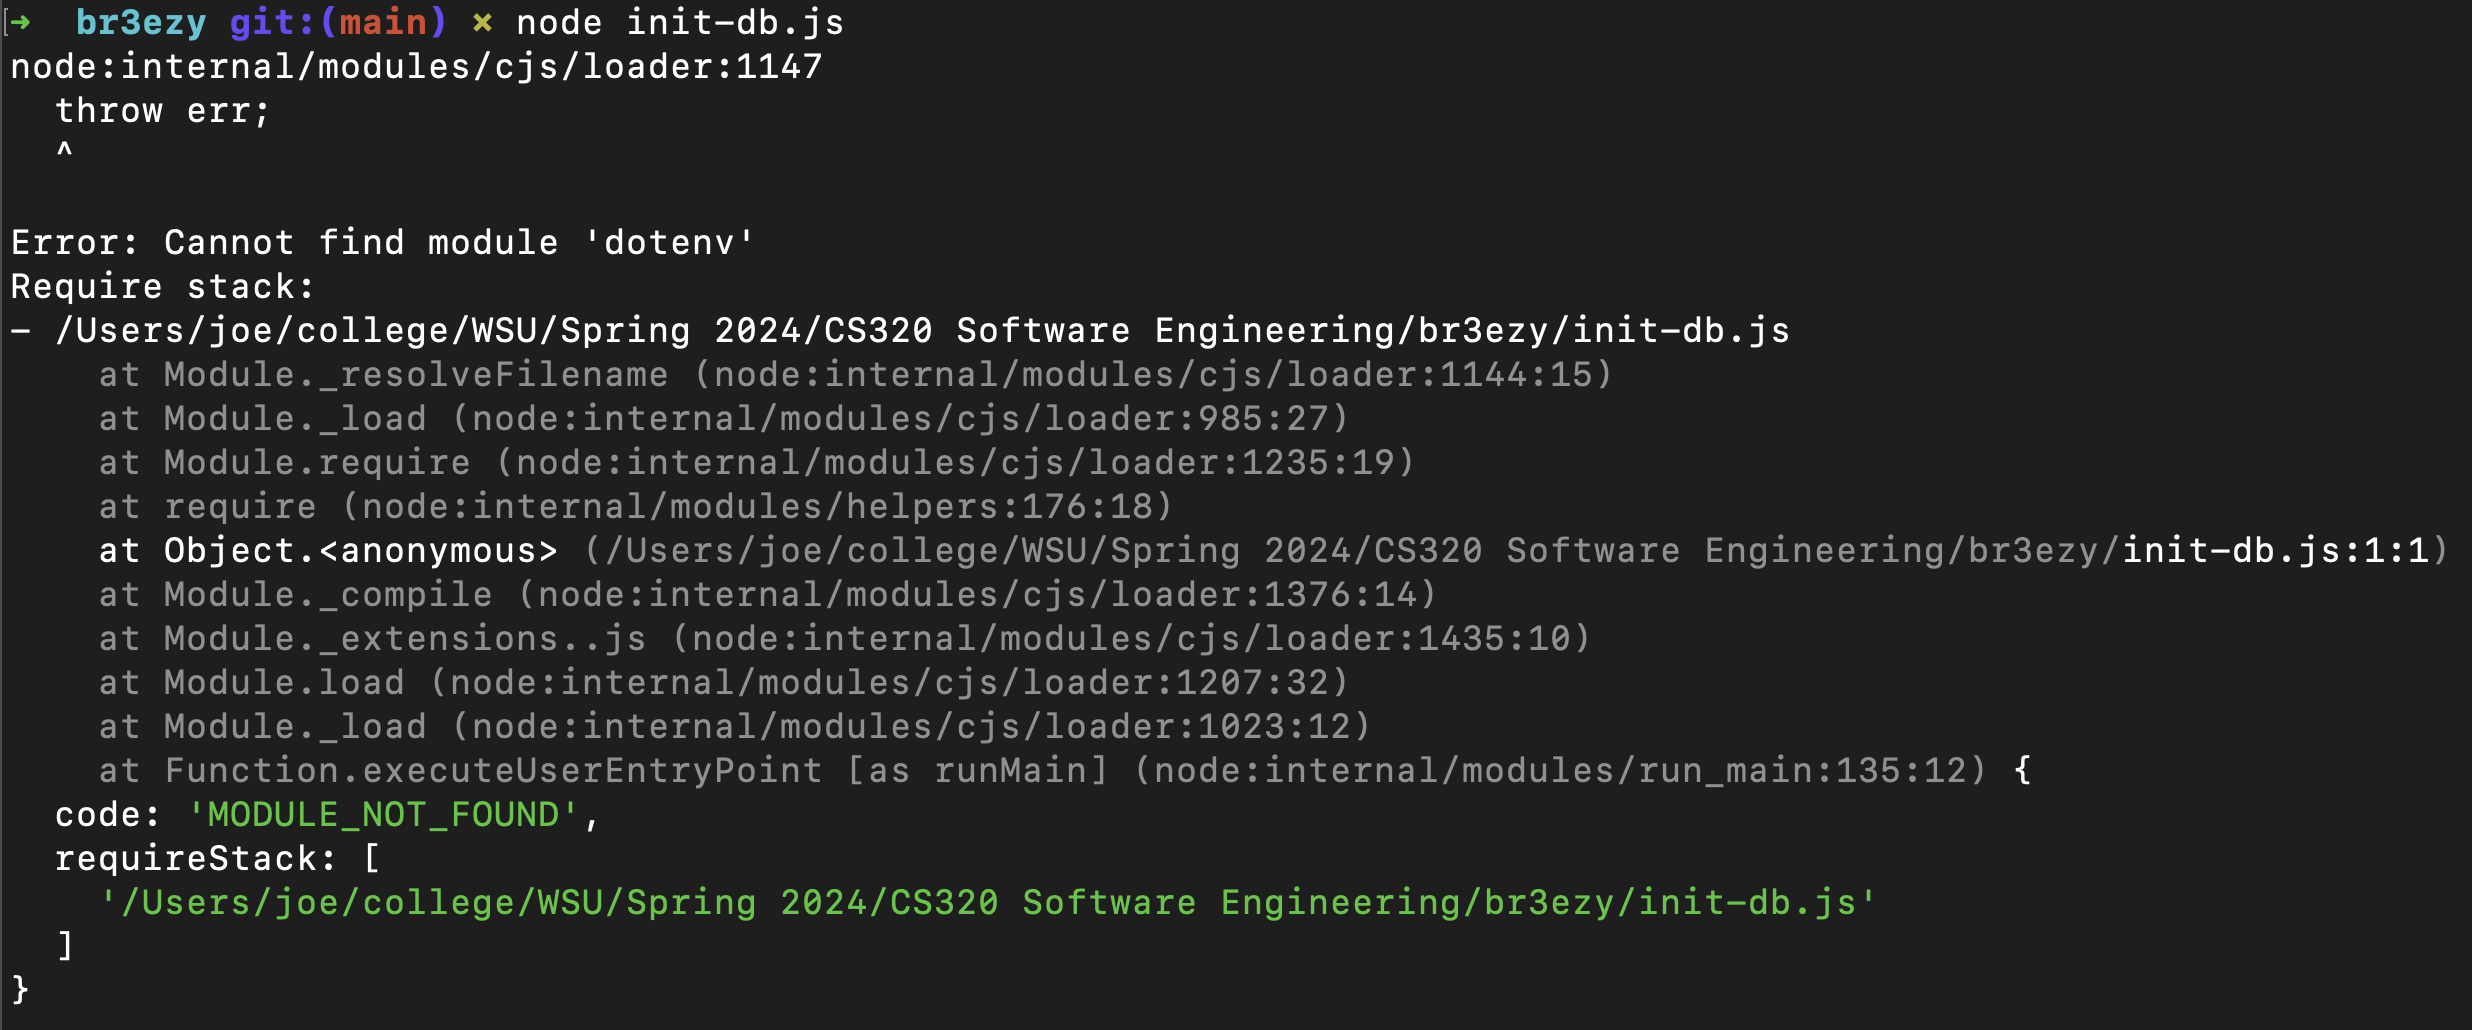 [➜  br3ezy git:(main) ✗ node init-db.js
node:internal/modules/cjs/loader:1147
  throw err;
  ^

Error: Cannot find module 'dotenv'
Require stack:
- /Users/joe/college/WSU/Spring 2024/CS320 Software Engineering/br3ezy/init-db.js
    at Module._resolveFilename (node:internal/modules/cjs/loader:1144:15)
    at Module._load (node:internal/modules/cjs/loader:985:27)
    at Module.require (node:internal/modules/cjs/loader:1235:19)
    at require (node:internal/modules/helpers:176:18)
    at Object.<anonymous> (/Users/joe/college/WSU/Spring 2024/CS320 Software Engineering/br3ezy/init-db.js:1:1)
    at Module._compile (node:internal/modules/cjs/loader:1376:14)
    at Module._extensions..js (node:internal/modules/cjs/loader:1435:10)
    at Module.load (node:internal/modules/cjs/loader:1207:32)
    at Module._load (node:internal/modules/cjs/loader:1023:12)
    at Function.executeUserEntryPoint [as runMain] (node:internal/modules/run_main:135:12) {
  code: 'MODULE_NOT_FOUND',
  requireStack: [
    '/Users/joe/college/WSU/Spring 2024/CS320 Software Engineering/br3ezy/init-db.js'
  ]
}